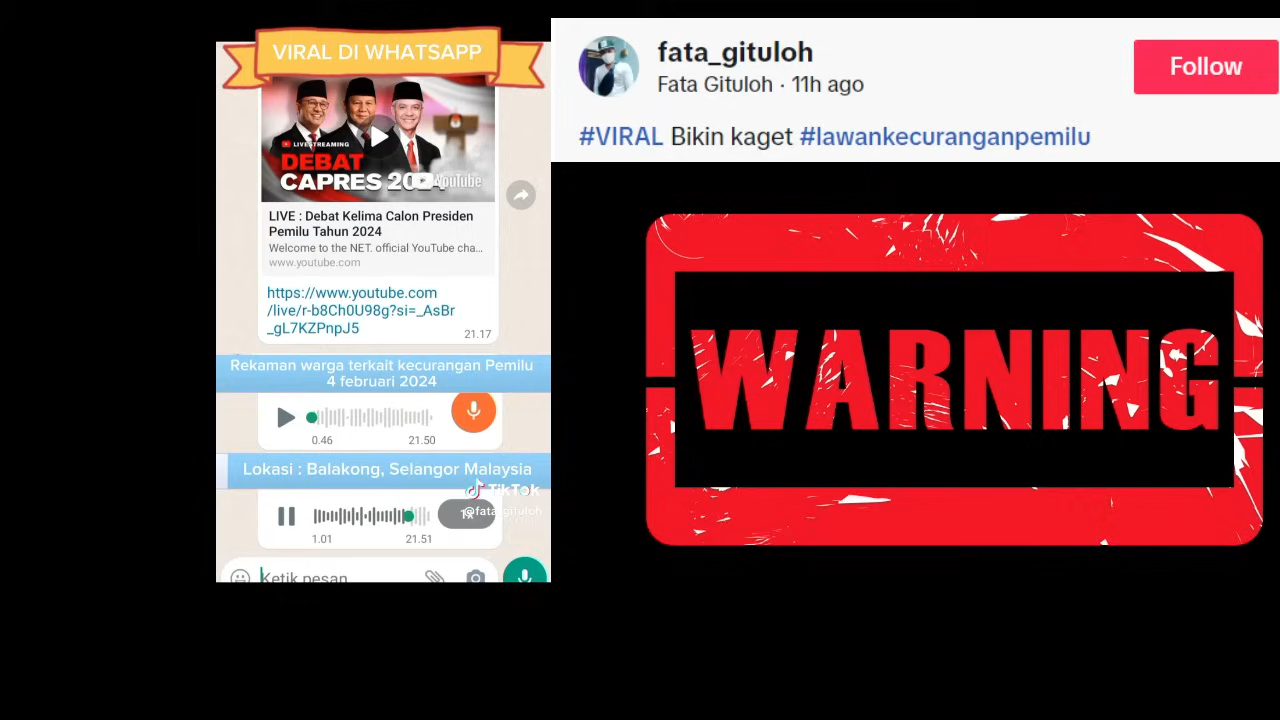 VIRAL DI WHATSAPP
LIVESTREAMING
DEBAT
CAPRES 2024
YouTube
LIVE : Debat Kelima Calon Presiden
Pemilu Tahun 2024
Welcome to the NET. official YouTube cha...
www.youtube.com
https://www.youtube.com
/live/r-b8Ch0U98g?si=_AsBr
_gL7KZPnpJ5
21.17
Rekaman warga terkait kecurangan Pemilu
4 februari 2024
0.46 21.50
Lokasi : Balakong, Selangor Malaysia
TikTok
@fata_gituloh
1x
1.01 21.51
Ketik pesan
fata_gituloh
Fata Gituloh · 11h ago
Follow
#VIRAL Bikin kaget #lawankecuranganpemilu
WARNING